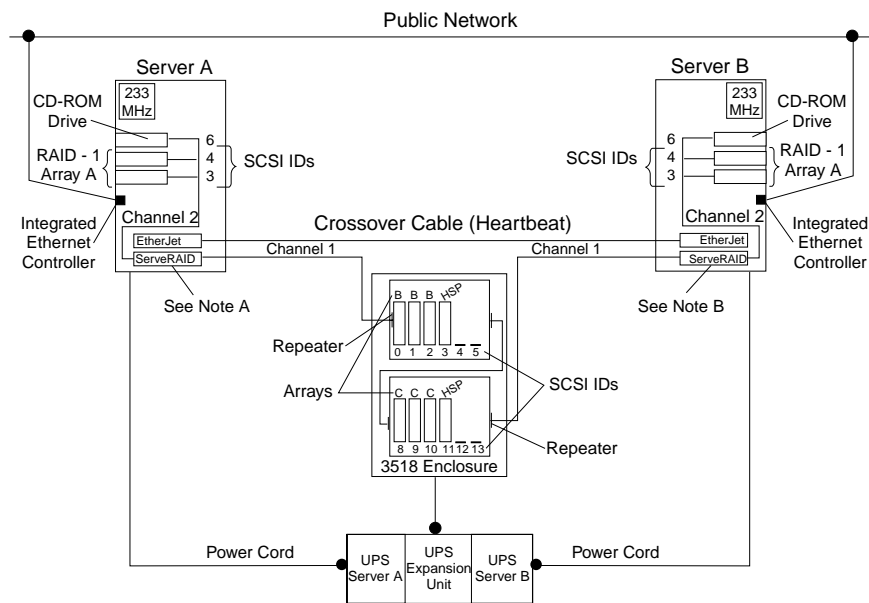 Public Network
Server A
Server B
233
MHz
233
MHz
CD-ROM
Drive
CD-ROM
Drive
6
4
3
SCSI IDs
SCSI IDs
6
4
3
RAID - 1
Array A
RAID - 1
Array A
Integrated
Ethernet
Controller
Integrated
Ethernet
Controller
Channel 2
Channel 2
Crossover Cable (Heartbeat)
EtherJet
EtherJet
ServeRAID
ServeRAID
Channel 1
Channel 1
See Note A
See Note B
B B B HSP
Repeater
0 1 2 3 4 5
Arrays
SCSI IDs
C C C HSP
8 9 10 11 12 13
Repeater
3518 Enclosure
Power Cord
Power Cord
UPS
Server A
UPS
Expansion
Unit
UPS
Server B